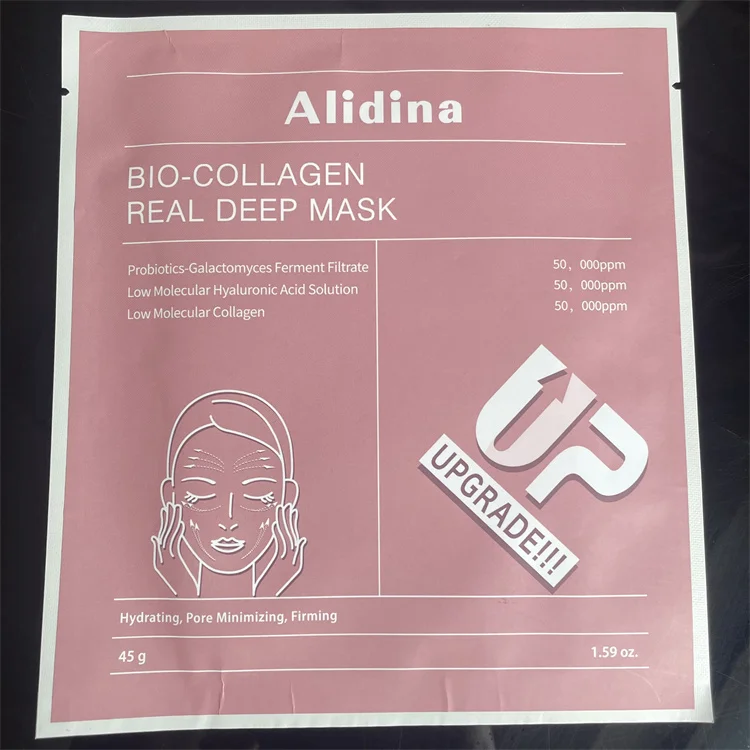 Alidina
BIO-COLLAGEN
REAL DEEP MASK
Probiotics-Galactomyces Ferment Filtrate 50, 000ppm
Low Molecular Hyaluronic Acid Solution 50, 000ppm
Low Molecular Collagen 50, 000ppm
UP
UPGRADE!!!
Hydrating, Pore Minimizing, Firming
45 g 1.59 oz.